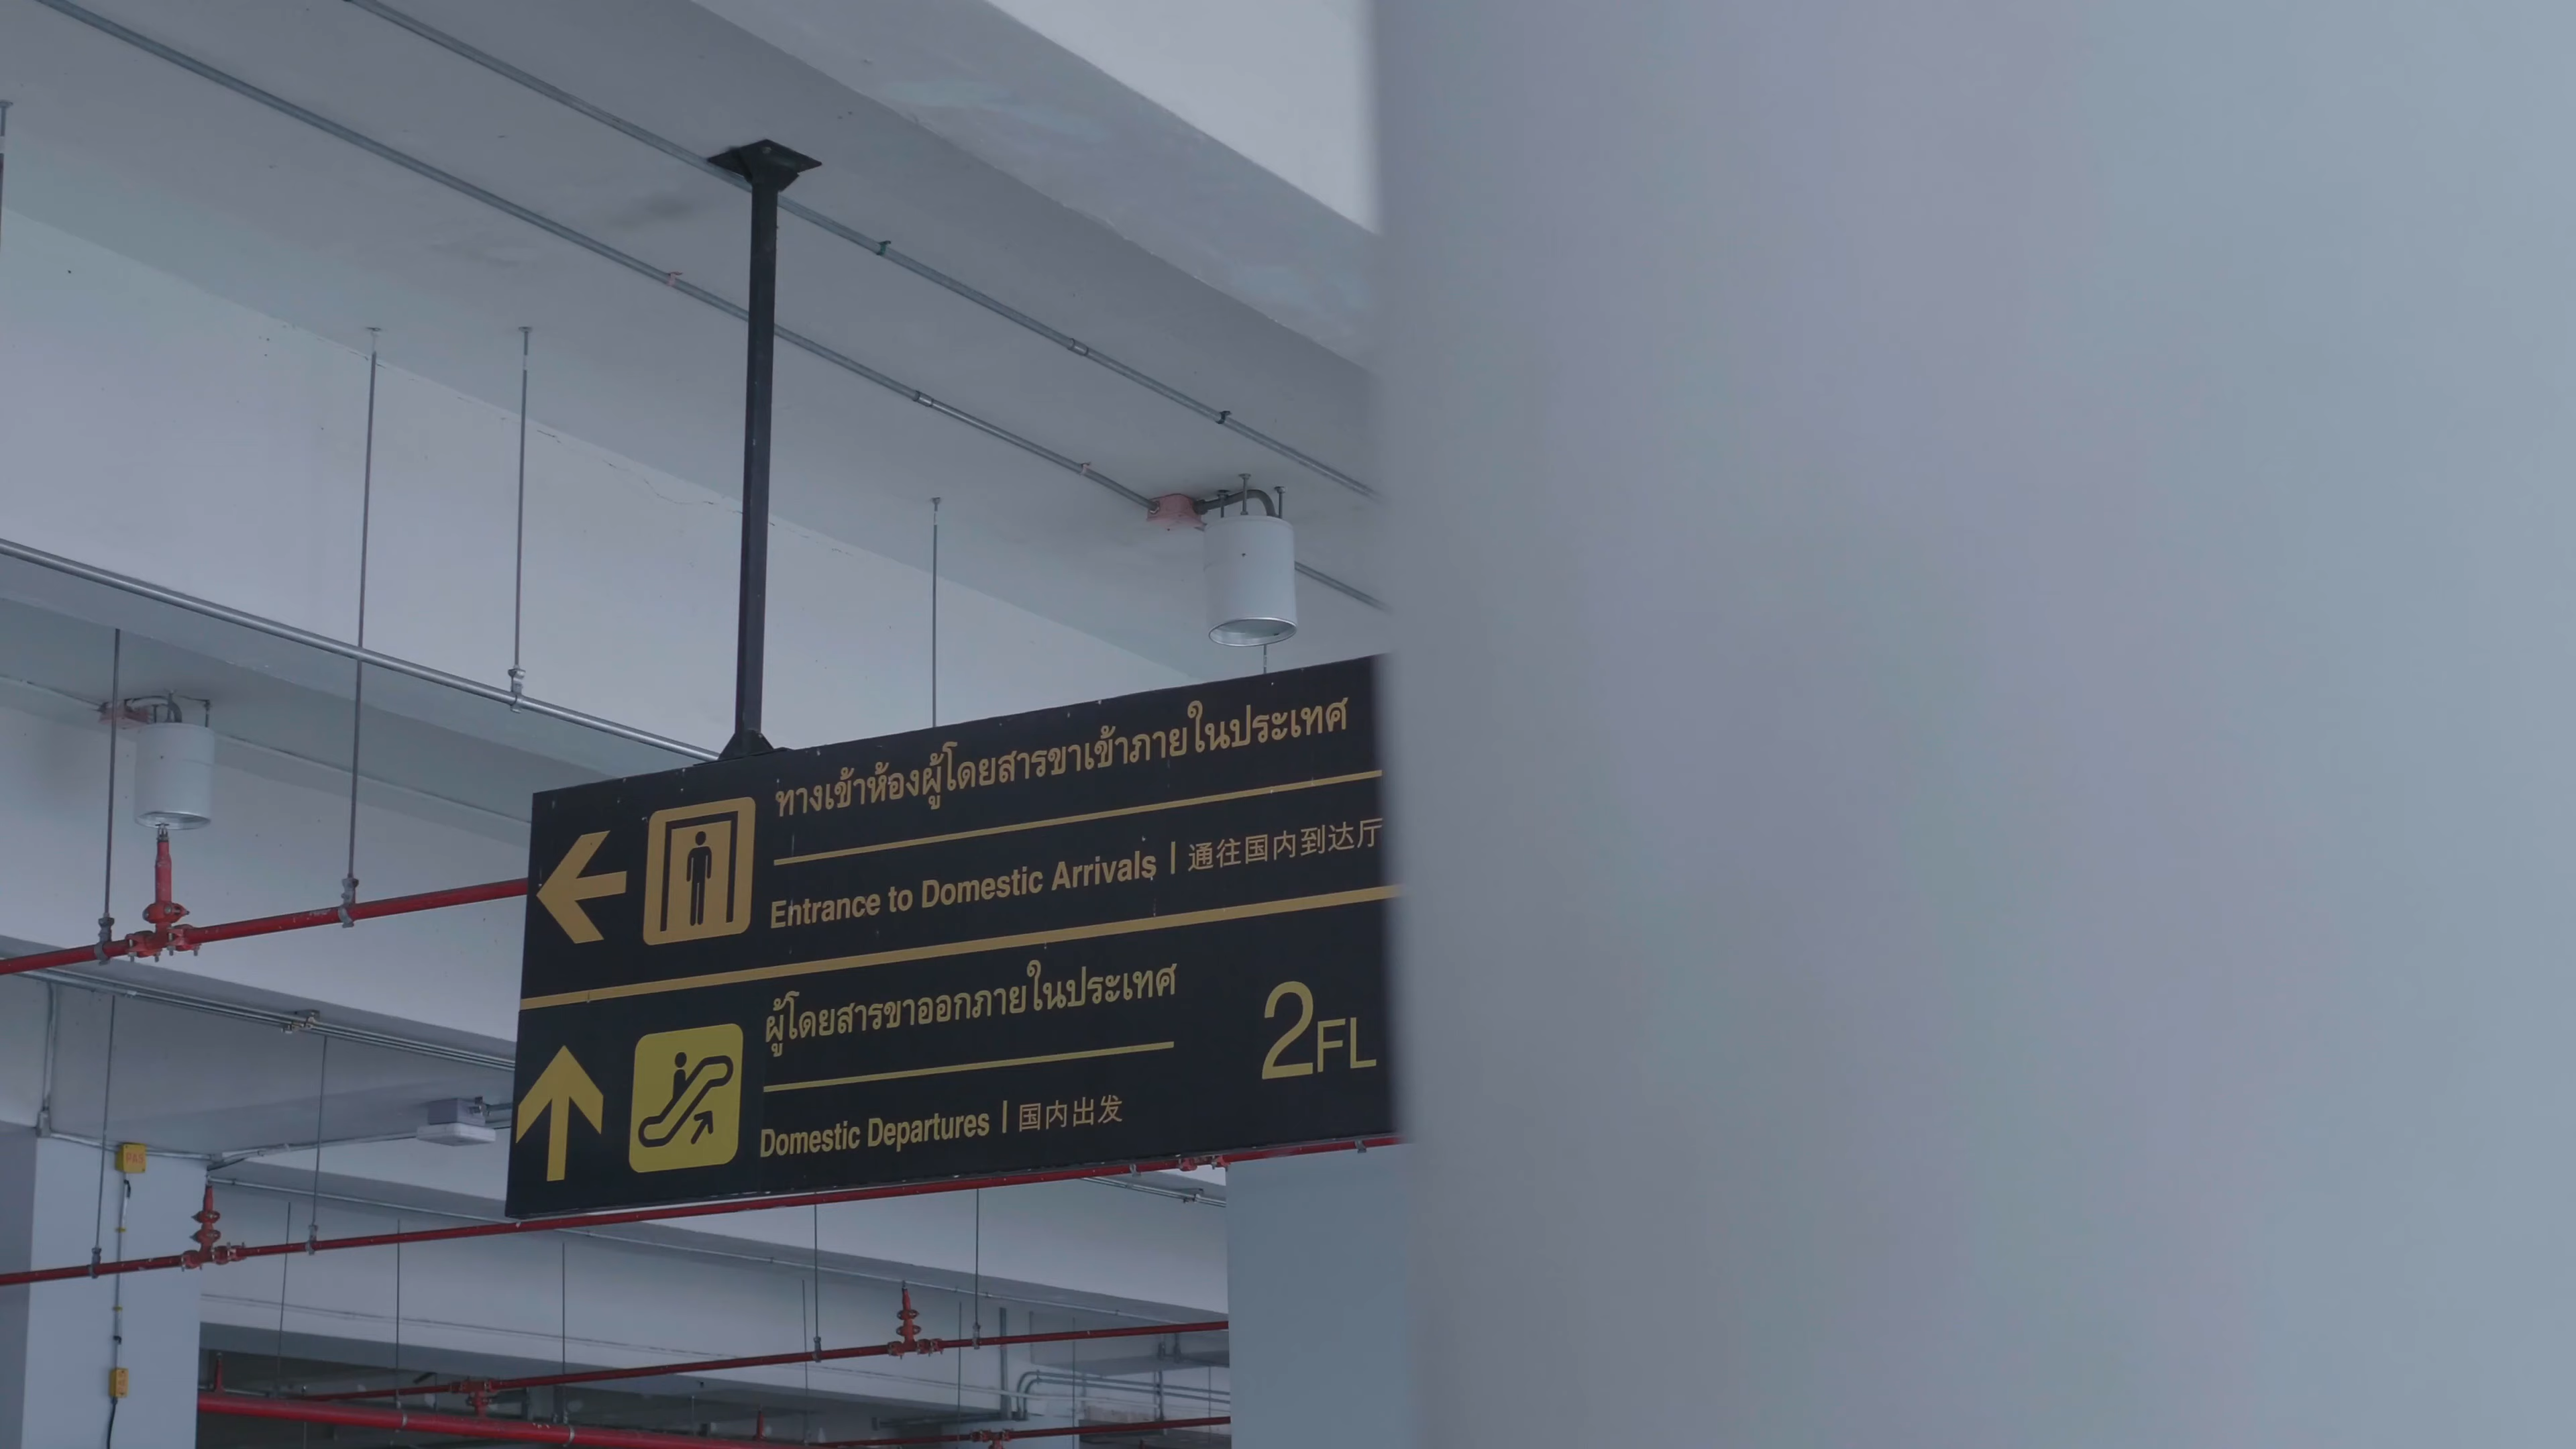 ทางเข้าห้องผู้โดยสารขาเข้าภายในประเทศ
Entrance to Domestic Arrivals | 通往国内到达厅
ผู้โดยสารขาออกภายในประเทศ
2FL
Domestic Departures | 国内出发
PA5